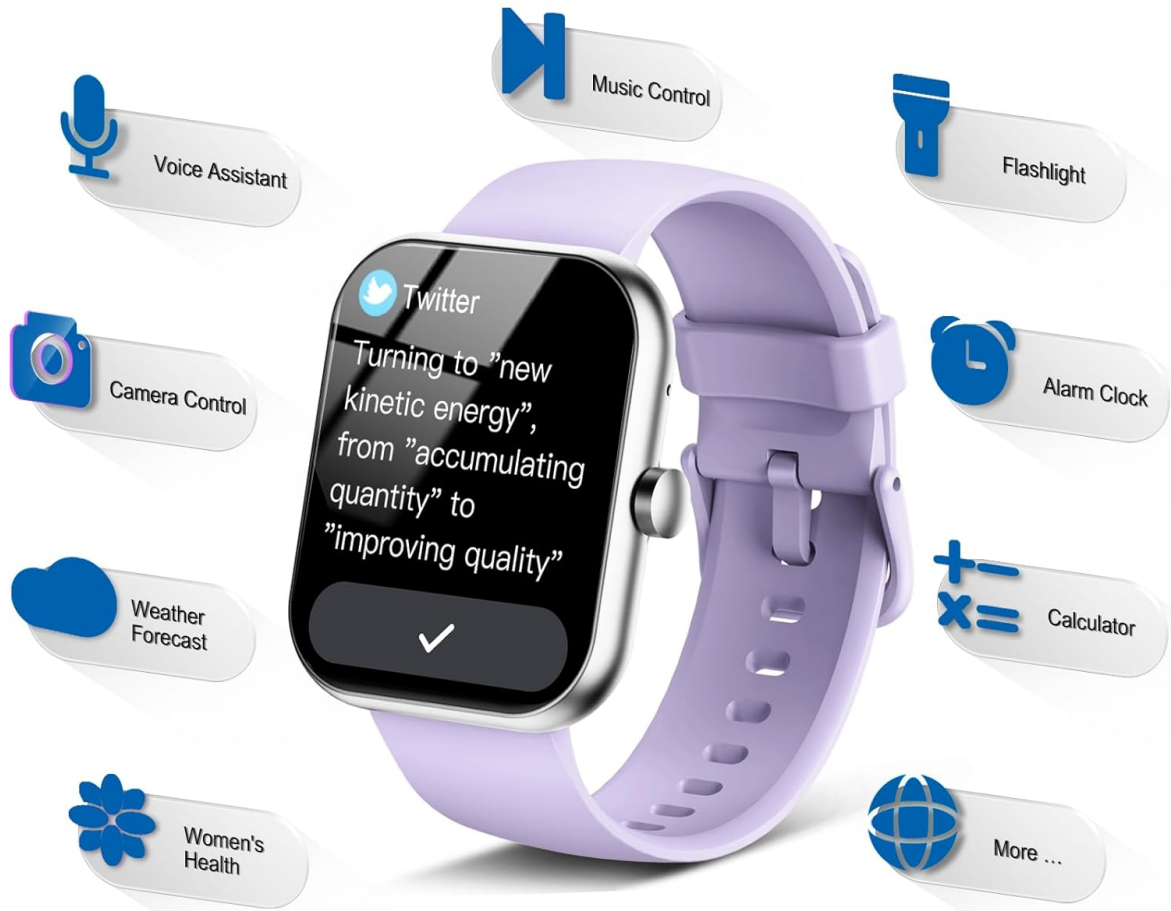 Music Control
Voice Assistant
Flashlight
Twitter
Turning to ”new
kinetic energy”,
from ”accumulating
quantity” to
”improving quality”
Camera Control
Alarm Clock
Weather
Forecast
Calculator
Women's
Health
More ...